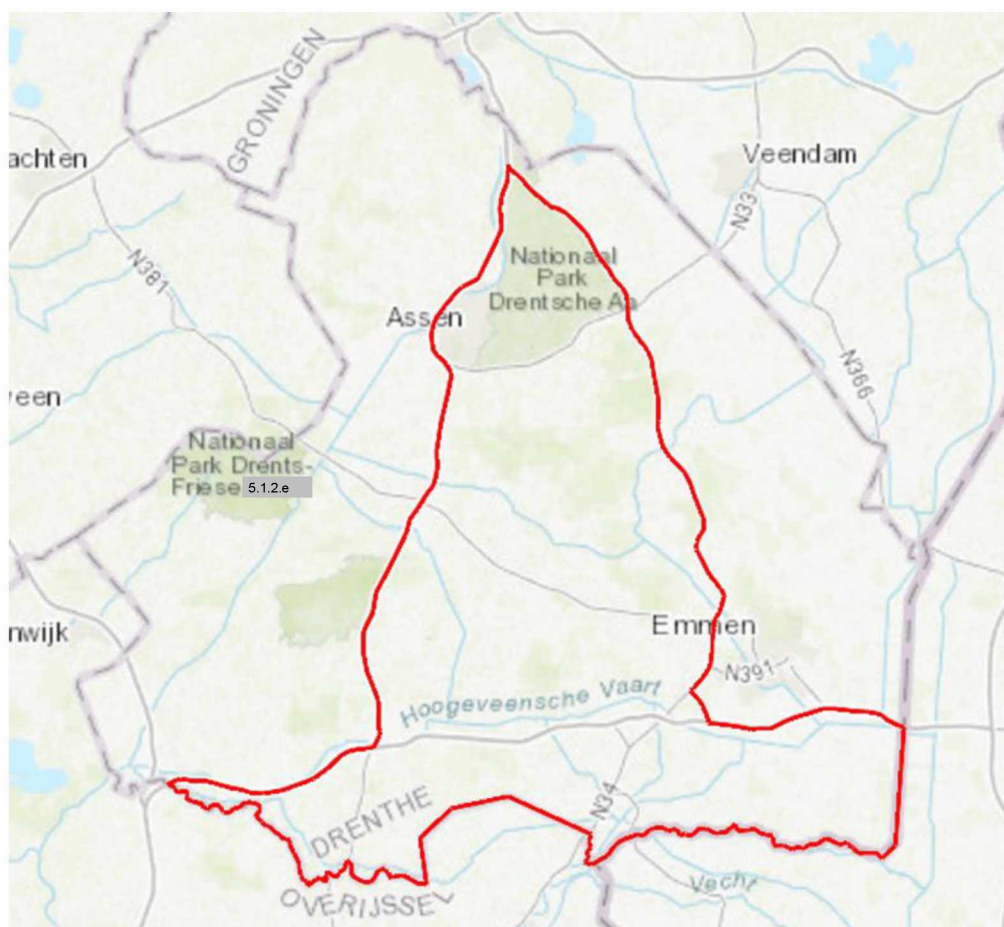 GRONINGEN
achten
Veendam
N33
N381
Nationaal
Park
Drentsche Aa
Assen
N366
veen
Nationaal
Park Drents-
Friese 5.1.2.e
nwijk
Emmen
N391
Hoogeveensche Vaart
DRENTHE
N34
OVERIJSSEL
Vecht